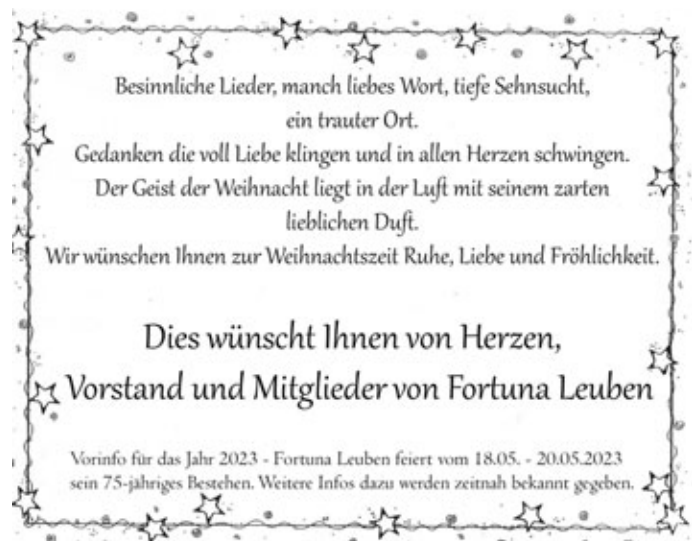 Besinnliche Lieder, manch liebes Wort, tiefe Sehnsucht,
ein trauter Ort.
Gedanken die voll Liebe klingen und in allen Herzen schwingen.
Der Geist der Weihnacht liegt in der Luft mit seinem zarten
lieblichen Duft.
Wir wünschen Ihnen zur Weihnachtszeit Ruhe, Liebe und Fröhlichkeit.
Dies wünscht Ihnen von Herzen,
Vorstand und Mitglieder von Fortuna Leuben
Vorinfo für das Jahr 2023 - Fortuna Leuben feiert vom 18.05. - 20.05.2023
sein 75-jähriges Bestehen. Weitere Infos dazu werden zeitnah bekannt gegeben.